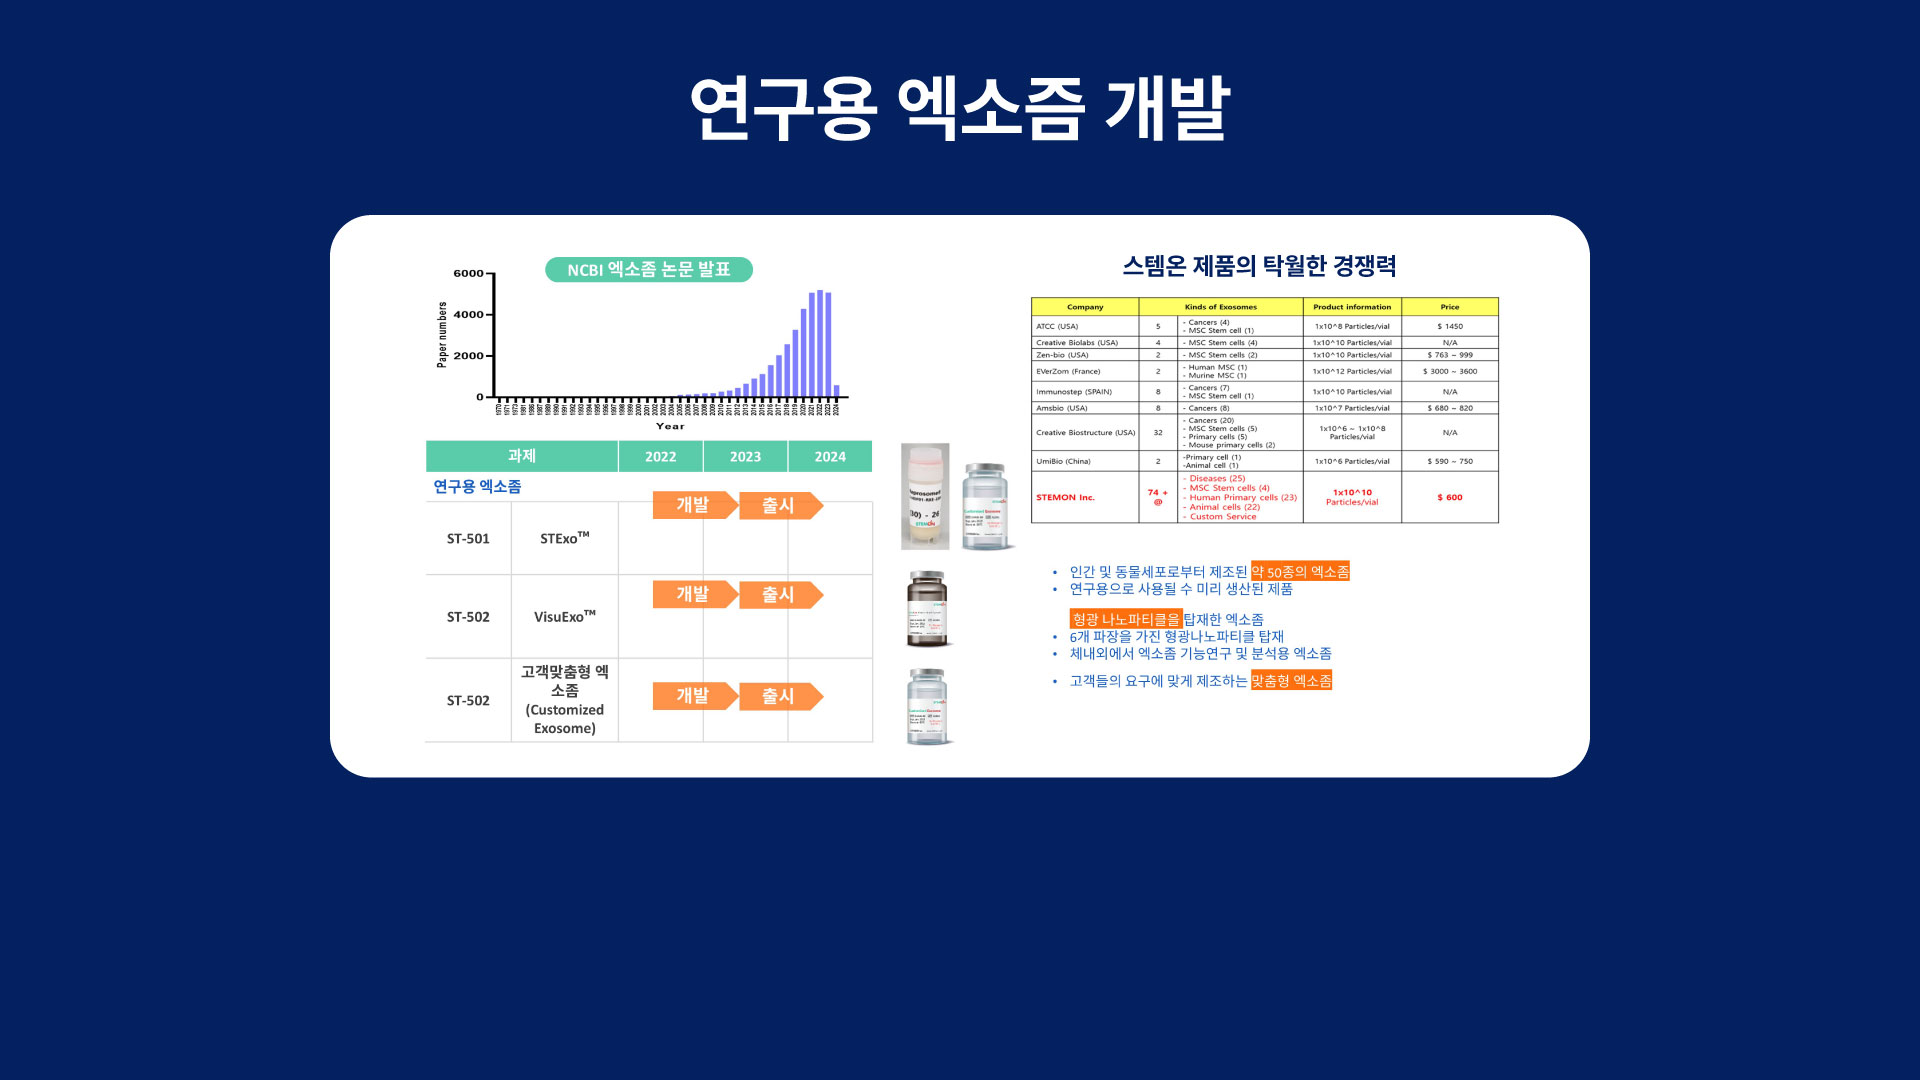 연구용 엑소좀 개발
NCBI 엑소좀 논문 발표
6000
4000
2000
0
Paper numbers
Year
과제 2022 2023 2024
연구용 엑소좀
ST-501 STExo™ 개발 출시
ST-502 VisuExo™ 개발 출시
ST-502 고객맞춤형 엑
소좀
(Customized
Exosome) 개발 출시
스템온 제품의 탁월한 경쟁력
Company Kinds of Exosomes Product information Price
ATCC (USA) 5 - Cancers (4)
- MSC Stem cell (1) 1x10^8 Particles/vial $ 1450
Creative Biolabs (USA) 4 - MSC Stem cells (4) 1x10^10 Particles/vial N/A
Zen-bio (USA) 2 - MSC Stem cells (2) 1x10^10 Particles/vial $ 763 ~ 999
EVerZom (France) 2 - Human MSC (1)
- Murine MSC (1) 1x10^12 Particles/vial $ 3000 ~ 3600
Immunostep (SPAIN) 8 - Cancers (7)
- MSC Stem cell (1) 1x10^10 Particles/vial N/A
Amsbio (USA) 8 - Cancers (8) 1x10^7 Particles/vial $ 680 ~ 820
Creative Biostructure (USA) 32 - Cancers (20)
- MSC Stem cells (5)
- Primary cells (5)
- Mouse primary cells (2) 1x10^6 ~ 1x10^8
Particles/vial N/A
UmiBio (China) 2 -Primary cell (1)
-Animal cell (1) 1x10^6 Particles/vial $ 590 ~ 750
STEMON Inc. 74 +
@ - Diseases (25)
- MSC Stem cells (4)
- Human Primary cells (23)
- Animal cells (22)
- Custom Service 1x10^10
Particles/vial $ 600
• 인간 및 동물세포로부터 제조된 약 50종의 엑소좀
• 연구용으로 사용될 수 미리 생산된 제품
형광 나노파티클을 탑재한 엑소좀
• 6개 파장을 가진 형광나노파티클 탑재
• 체내외에서 엑소좀 기능연구 및 분석용 엑소좀
• 고객들의 요구에 맞게 제조하는 맞춤형 엑소좀